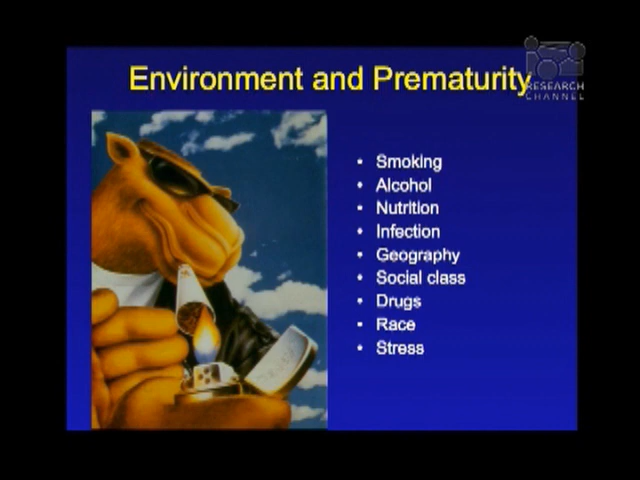 RESEARCH
CHANNEL
Environment and Prematurity
• Smoking
• Alcohol
• Nutrition
• Infection
• Geography
• Social class
• Drugs
• Race
• Stress